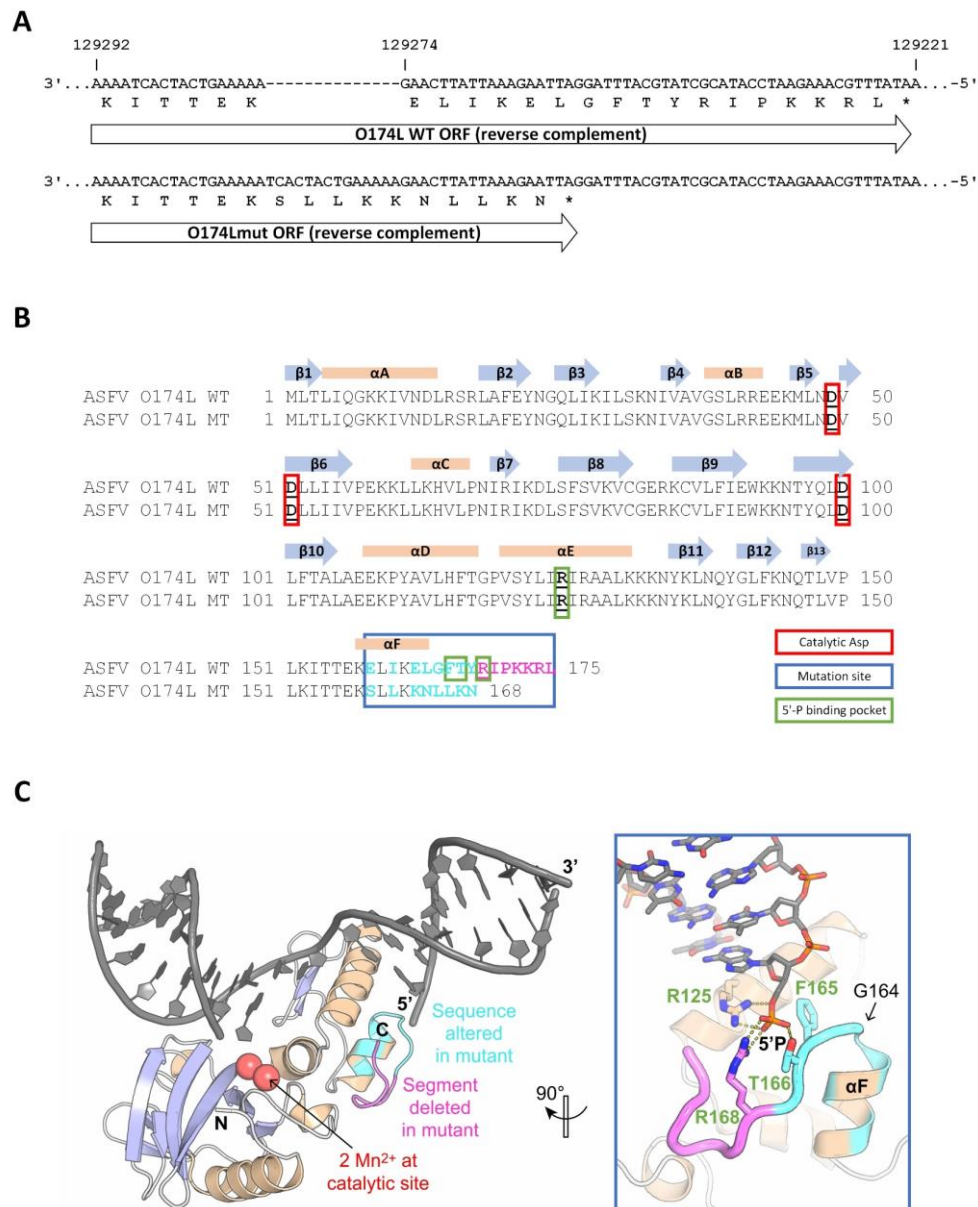 A
129292 129274 129221
3'...AAAATCACTACTGAAAAA--------------GAACTTATTAAAGAATTAGGATTTACGTATCGCATACCTAAGAAACGTTTATAA...-5'
K I T T E K E L I K E L G F T Y R I P K K R L *
O174L WT ORF (reverse complement)
3'...AAAATCACTACTGAAAAATCACTACTGAAAAAGAACTTATTAAAGAATTAGGATTTACGTATCGCATACCTAAGAAACGTTTATAA...-5'
K I T T E K S L L K K N L L K N *
O174Lmut ORF (reverse complement)
B
β1 αA β2 β3 β4 αB β5
ASFV O174L WT 1 MLTLIQGKKIVNDLRSRLAFEYNGQLIKILSKNIVAVGSLRREEKMLNDV 50
ASFV O174L MT 1 MLTLIQGKKIVNDLRSRLAFEYNGQLIKILSKNIVAVGSLRREEKMLNDV 50
β6 αC β7 β8 β9
ASFV O174L WT 51 DLLIIVPEKKLLKHVLPNIRIKDLSFSVKVCGERKCVLFIEWKKNTYQLD 100
ASFV O174L MT 51 DLLIIVPEKKLLKHVLPNIRIKDLSFSVKVCGERKCVLFIEWKKNTYQLD 100
β10 αD αE β11 β12 β13
ASFV O174L WT 101 LFTALAEEKPYAVLHFTGPVSYLIRIRAALKKKNYKLNQYGLFKNQTLVP 150
ASFV O174L MT 101 LFTALAEEKPYAVLHFTGPVSYLIRIRAALKKKNYKLNQYGLFKNQTLVP 150
αF
ASFV O174L WT 151 LKITTEKELIKELGFTYRIPKKRL 175
ASFV O174L MT 151 LKITTEKSLLKKNLLKN 168
Catalytic Asp
Mutation site
5'-P binding pocket
C
3'
5'
C
Sequence
altered
in mutant
Segment
deleted
in mutant
N
2 Mn²⁺ at
catalytic site
90°
R125
F165
G164
5'P
T166
R168
αF